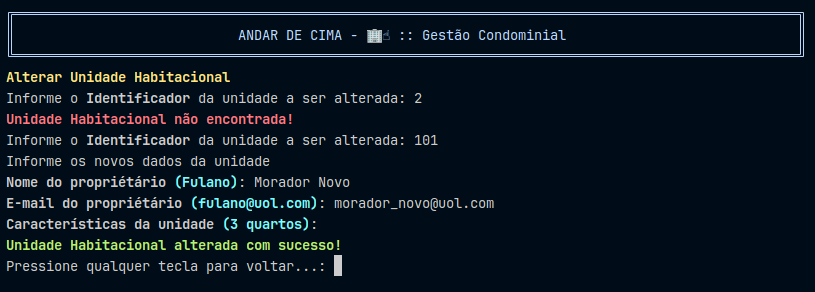 ANDAR DE CIMA - 🏢☝ :: Gestão Condominial
Alterar Unidade Habitacional
Informe o Identificador da unidade a ser alterada: 2
Unidade Habitacional não encontrada!
Informe o Identificador da unidade a ser alterada: 101
Informe os novos dados da unidade
Nome do propriétário (Fulano): Morador Novo
E-mail do propriétário (fulano@uol.com): morador_novo@uol.com
Características da unidade (3 quartos):
Unidade Habitacional alterada com sucesso!
Pressione qualquer tecla para voltar...: